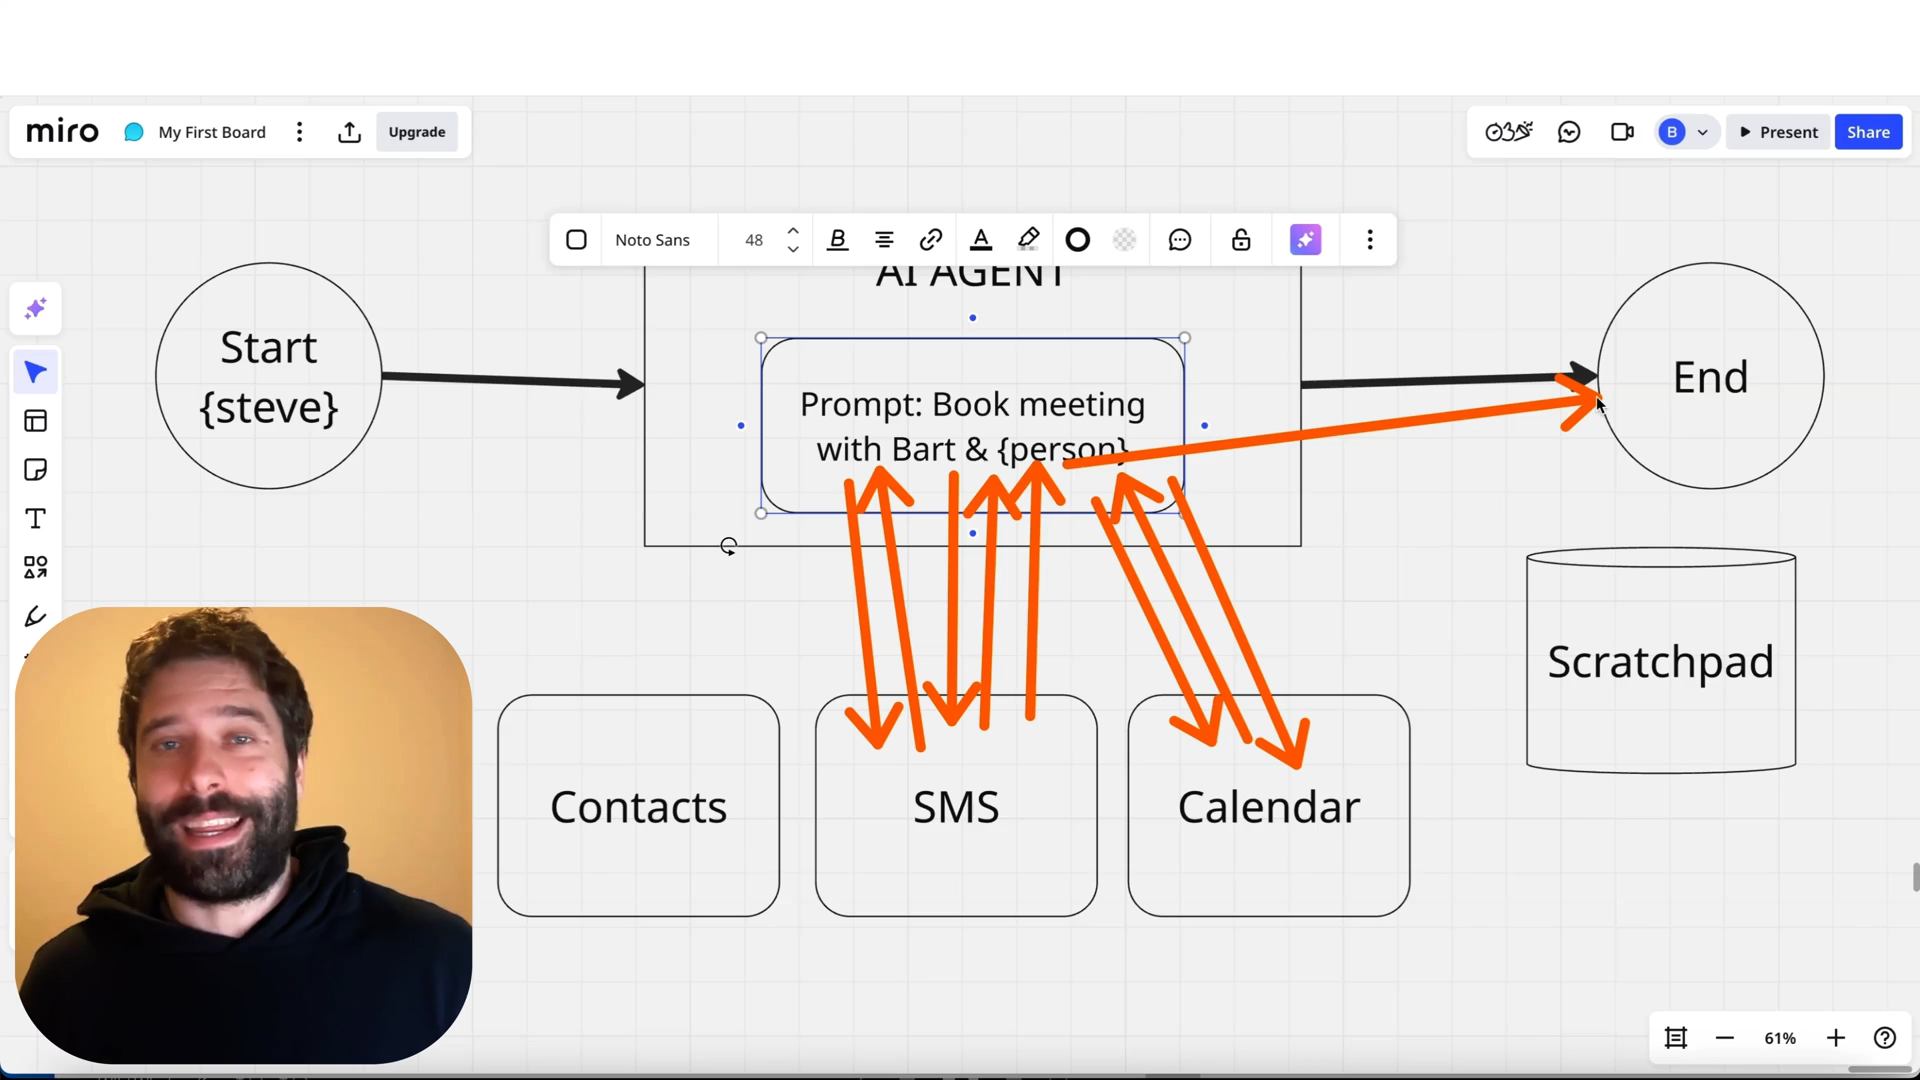 miro
My First Board
Upgrade
B
Present
Share
Noto Sans
48
B
A
AI AGENT
Start
{steve}
Prompt: Book meeting
with Bart & {person}
End
Scratchpad
Contacts
SMS
Calendar
61%